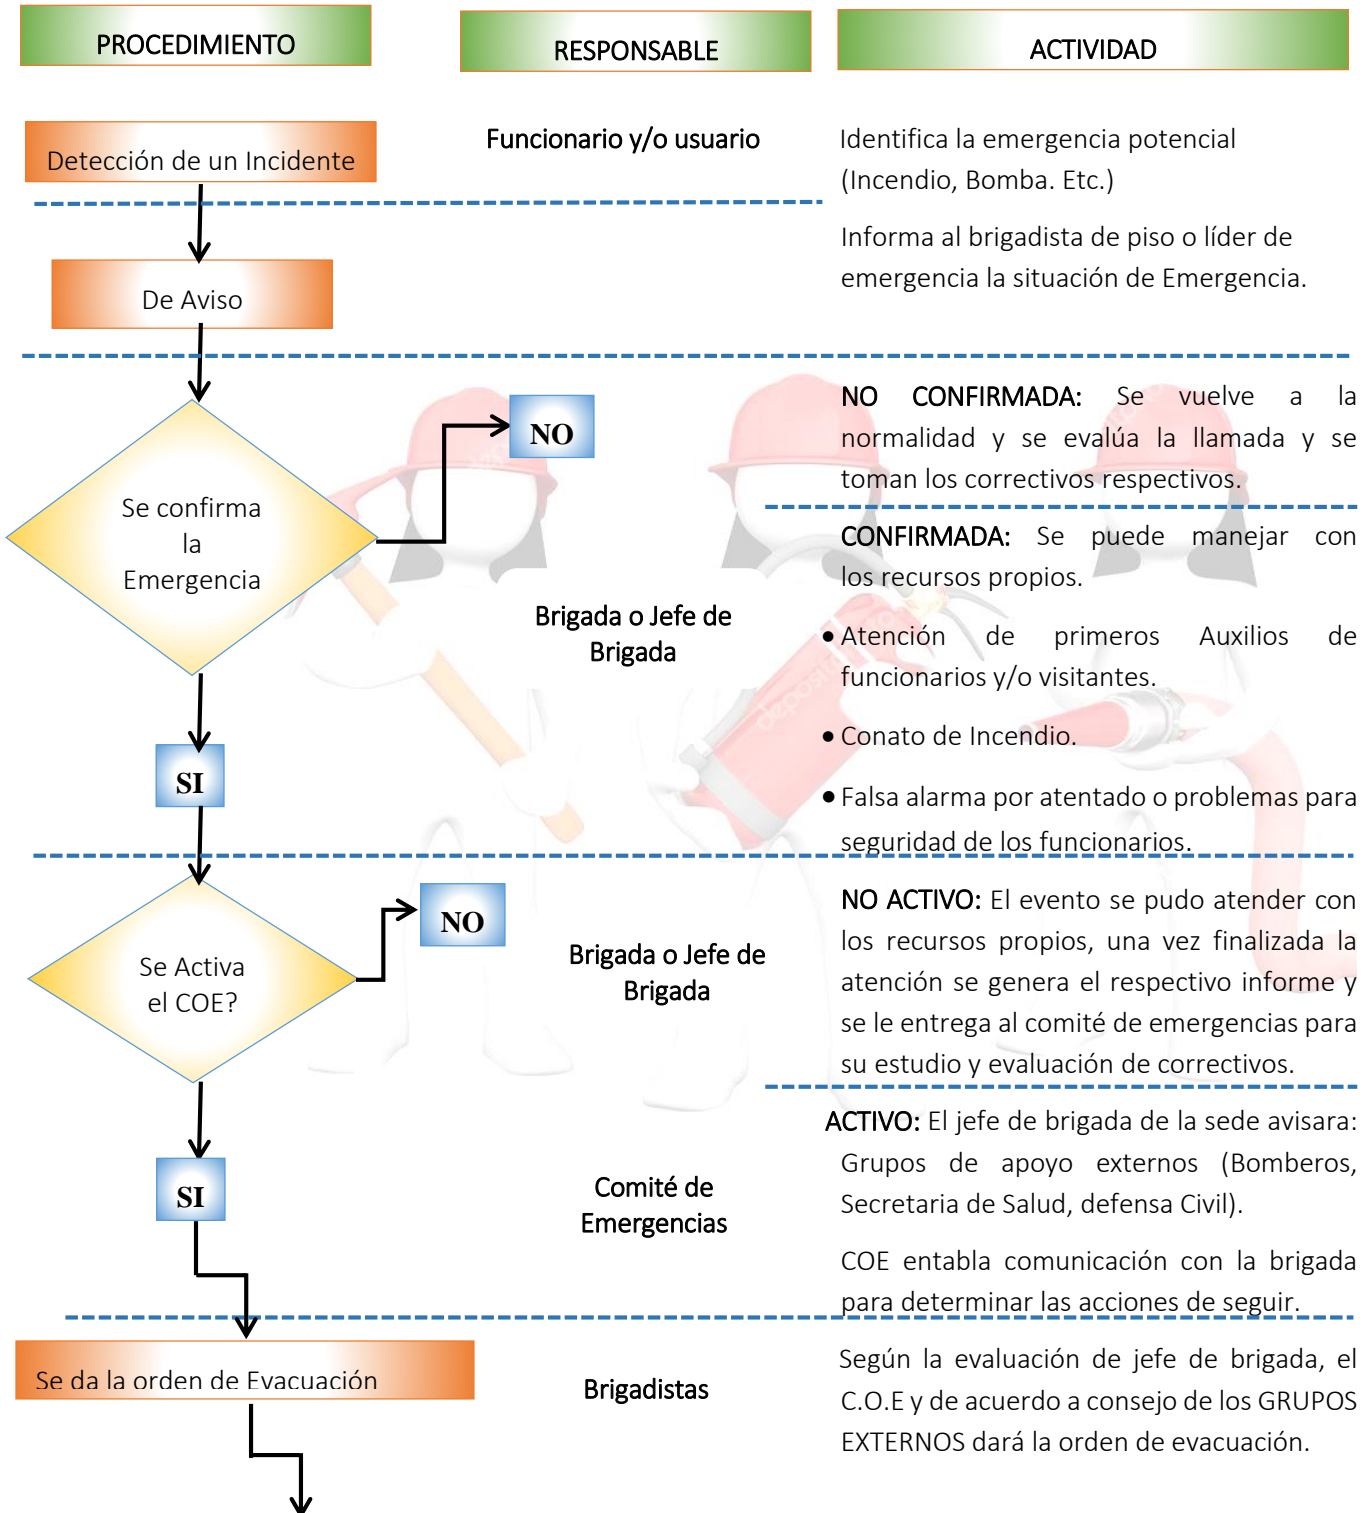 PROCEDIMIENTO
RESPONSABLE
ACTIVIDAD
Detección de un Incidente
Funcionario y/o usuario
Identifica la emergencia potencial
(Incendio, Bomba. Etc.)
De Aviso
Informa al brigadista de piso o líder de
emergencia la situación de Emergencia.
Se confirma
la
Emergencia
NO
SI
Brigada o Jefe de
Brigada
NO CONFIRMADA: Se vuelve a la
normalidad y se evalúa la llamada y se
toman los correctivos respectivos.
CONFIRMADA: Se puede manejar con
los recursos propios.
• Atención de primeros Auxilios de
funcionarios y/o visitantes.
• Conato de Incendio.
• Falsa alarma por atentado o problemas para
seguridad de los funcionarios.
Se Activa
el COE?
NO
Brigada o Jefe de
Brigada
NO ACTIVO: El evento se pudo atender con
los recursos propios, una vez finalizada la
atención se genera el respectivo informe y
se le entrega al comité de emergencias para
su estudio y evaluación de correctivos.
SI
Comité de
Emergencias
ACTIVO: El jefe de brigada de la sede avisara:
Grupos de apoyo externos (Bomberos,
Secretaria de Salud, defensa Civil).
COE entabla comunicación con la brigada
para determinar las acciones de seguir.
Se da la orden de Evacuación
Brigadistas
Según la evaluación de jefe de brigada, el
C.O.E y de acuerdo a consejo de los GRUPOS
EXTERNOS dará la orden de evacuación.